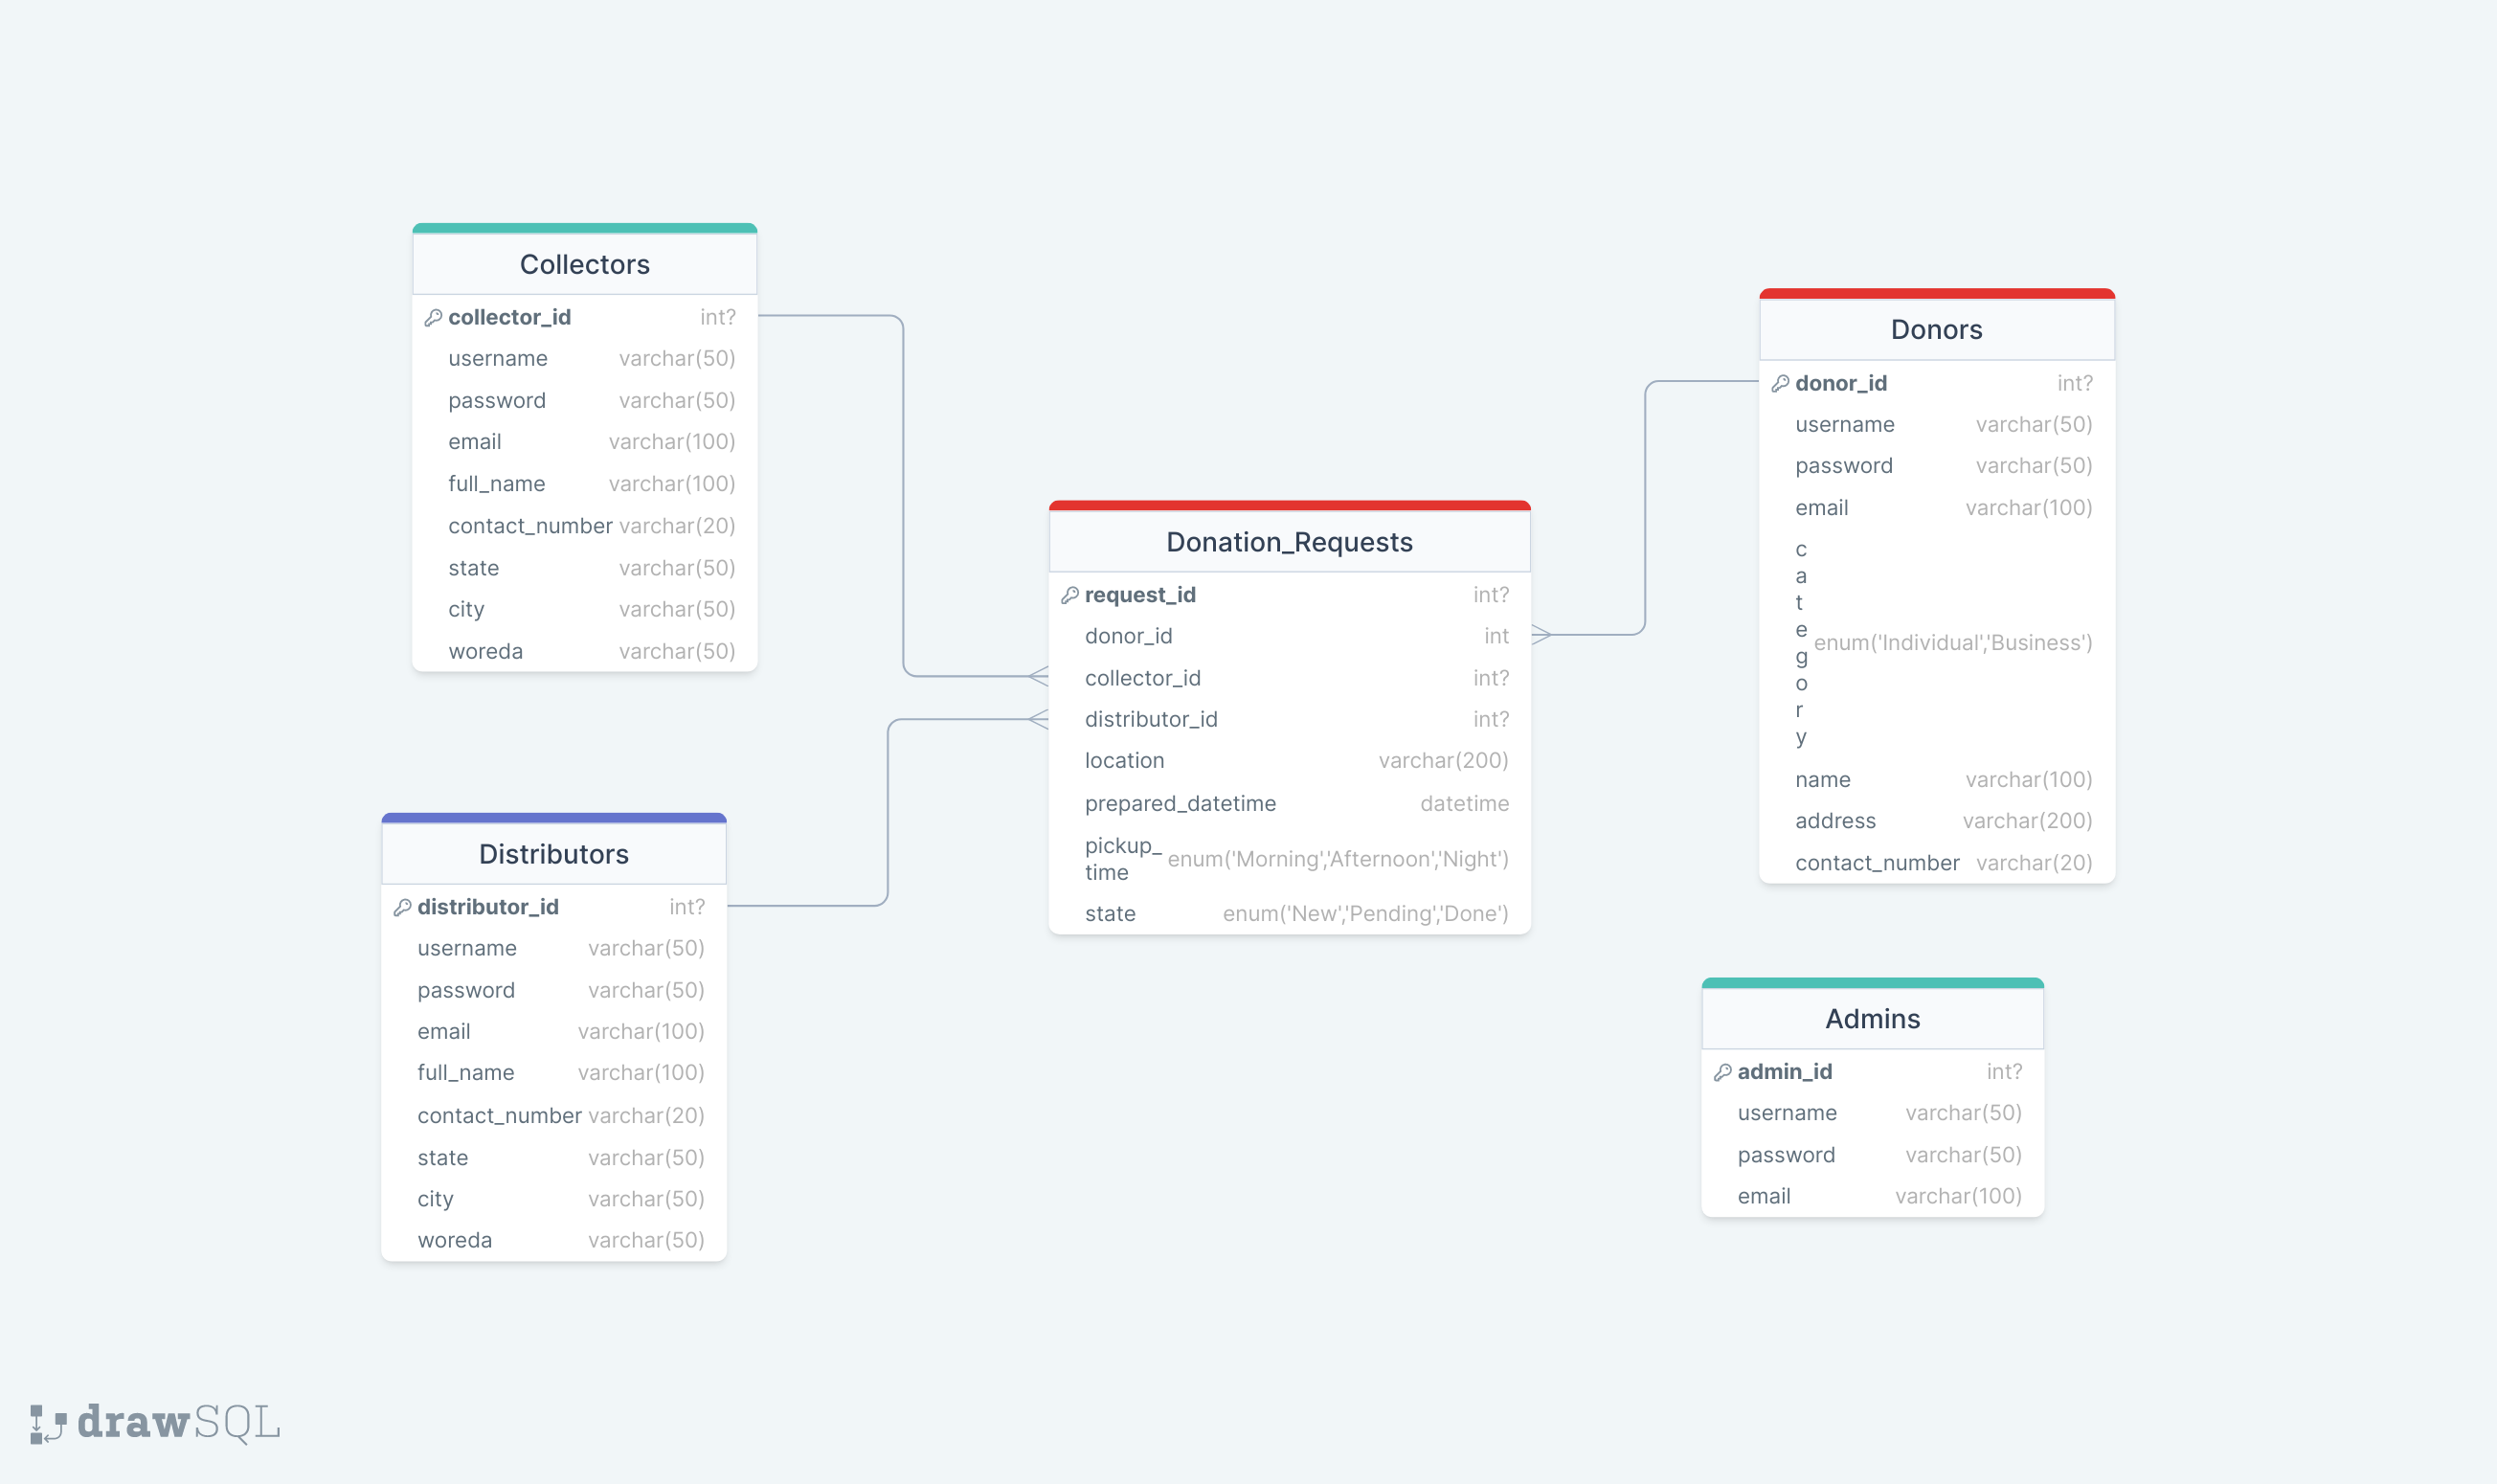 Collectors
collector_id int?
username varchar(50)
password varchar(50)
email varchar(100)
full_name varchar(100)
contact_number varchar(20)
state varchar(50)
city varchar(50)
woreda varchar(50)
Distributors
distributor_id int?
username varchar(50)
password varchar(50)
email varchar(100)
full_name varchar(100)
contact_number varchar(20)
state varchar(50)
city varchar(50)
woreda varchar(50)
Donation_Requests
request_id int?
donor_id int
collector_id int?
distributor_id int?
location varchar(200)
prepared_datetime datetime
pickup_
time enum('Morning','Afternoon','Night')
state enum('New','Pending','Done')
Donors
donor_id int?
username varchar(50)
password varchar(50)
email varchar(100)
c
a
t
e
g
o
r
y
enum('Individual','Business')
name varchar(100)
address varchar(200)
contact_number varchar(20)
Admins
admin_id int?
username varchar(50)
password varchar(50)
email varchar(100)
drawSQL